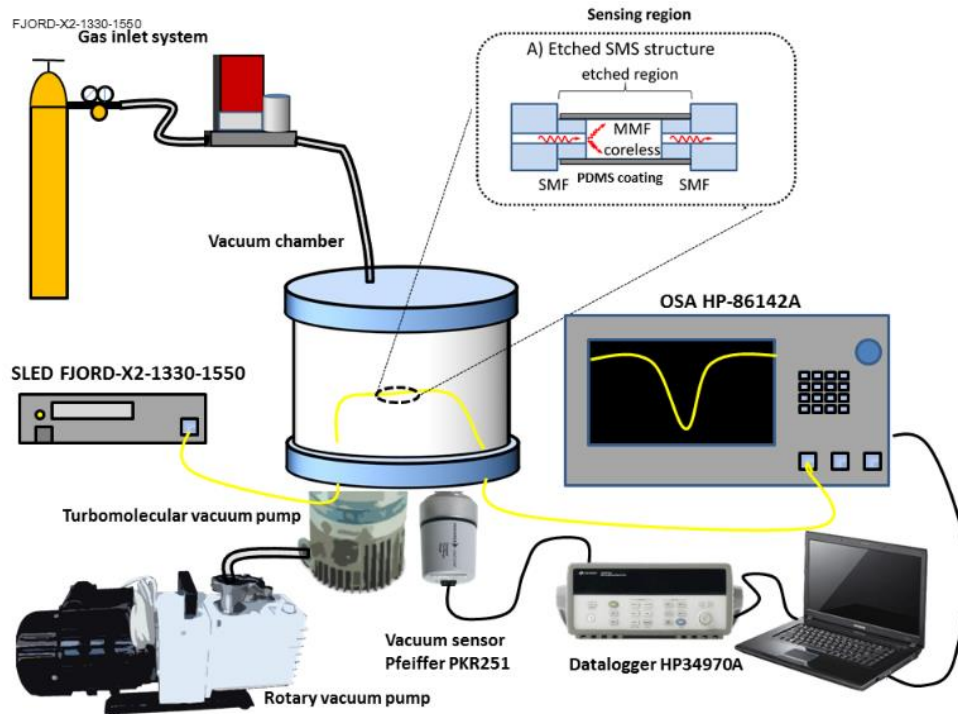 FJORD-X2-1330-1550
Gas inlet system
Sensing region
A) Etched SMS structure
etched region
MMF
coreless
SMF
PDMS coating
SMF
Vacuum chamber
OSA HP-86142A
SLED FJORD-X2-1330-1550
Turbomolecular vacuum pump
Vacuum sensor
Pfeiffer PKR251
Datalogger HP34970A
Rotary vacuum pump